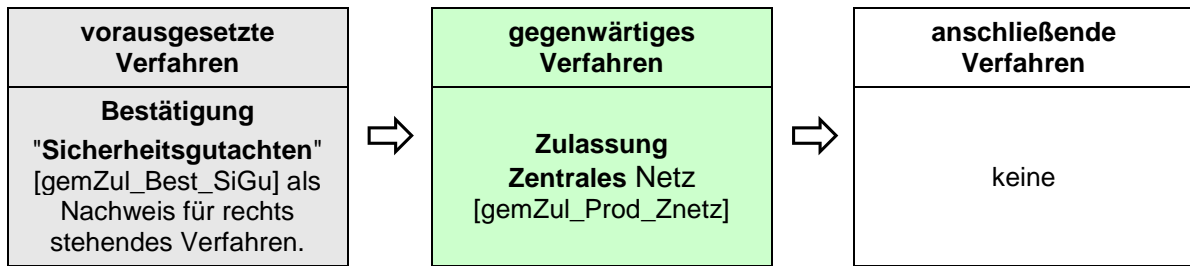 vorausgesetzte
Verfahren
Bestätigung
"Sicherheitsgutachten"
[gemZul_Best_SiGu] als
Nachweis für rechts
stehendes Verfahren.
gegenwärtiges
Verfahren
Zulassung
Zentrales Netz
[gemZul_Prod_Znetz]
anschließende
Verfahren
keine